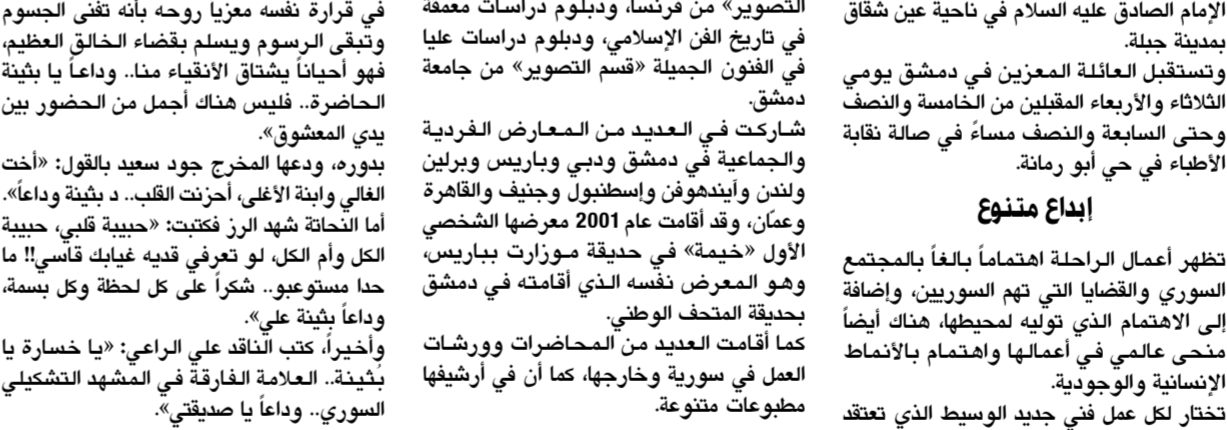 الإمام الصادق عليه السلام في ناحية عين شقاق
بمدينة جبلة.
وتستقبل العائلة المعزين في دمشق يومي
الثلاثاء والأربعاء المقبلين من الخامسة والنصف
وحتى السابعة والنصف مساءً في صالة نقابة
الأطباء في حي أبو رمانة.
إبداع متنوع
تظهر أعمال الراحلة اهتماماً بالغاً بالمجتمع
السوري والقضايا التي تهم السوريين، وإضافة
إلى الاهتمام الذي توليه لمحيطها، هناك أيضاً
منحى عالمي في أعمالها واهتمام بالأنماط
الإنسانية والوجودية.
تختار لكل عمل فني جديد الوسيط الذي تعتقد
التصوير» من فرنسا، ودبلوم دراسات معمقة
في تاريخ الفن الإسلامي، ودبلوم دراسات عليا
في الفنون الجميلة «قسم التصوير» من جامعة
دمشق.
شاركت في العديد من المعارض الفردية
والجماعية في دمشق ودبي وباريس وبرلين
ولندن وآيندهوفن وإسطنبول وجنيف والقاهرة
وعمّان، وقد أقامت عام 2001 معرضها الشخصي
الأول «خيمة» في حديقة موزارت بباريس،
وهو المعرض نفسه الذي أقامته في دمشق
بحديقة المتحف الوطني.
كما أقامت العديد من المحاضرات وورشات
العمل في سورية وخارجها، كما أن في أرشيفها
مطبوعات متنوعة.
في قرارة نفسه معزياً روحه بأنه تفنى الجسوم
وتبقى الرسوم ويسلم بقضاء الخالق العظيم،
فهو أحياناً يشتاق الأنقياء منا.. وداعاً يا بثينة
الحاضرة.. فليس هناك أجمل من الحضور بين
يدي المعشوق».
بدوره، ودعها المخرج جود سعيد بالقول: «أخت
الغالي وابنة الأغلى، أحزنت القلب.. د بثينة وداعاً».
أما النحاتة شهد الرز فكتبت: «حبيبة قلبي، حبيبة
الكل وأم الكل، لو تعرفي قديه غيابك قاسي!! ما
حدا مستوعبو.. شكراً على كل لحظة وكل بسمة،
وداعاً بثينة علي».
وأخيراً، كتب الناقد علي الراعي: «يا خسارة يا
بُثينة.. العلامة الفارقة في المشهد التشكيلي
السوري.. وداعاً يا صديقتي».